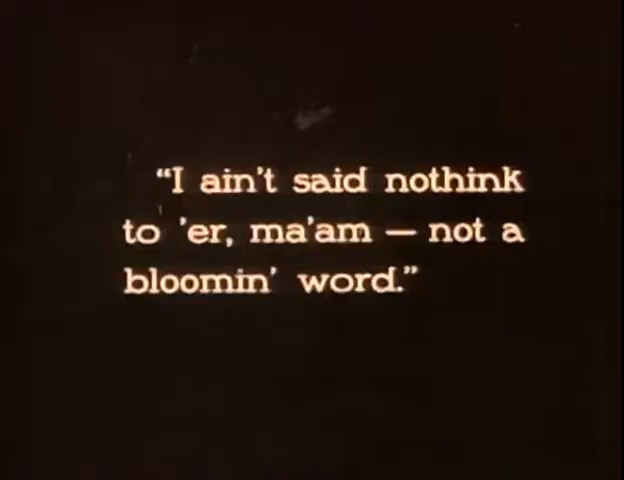 “I ain't said nothink
to 'er, ma'am — not a
bloomin' word.”